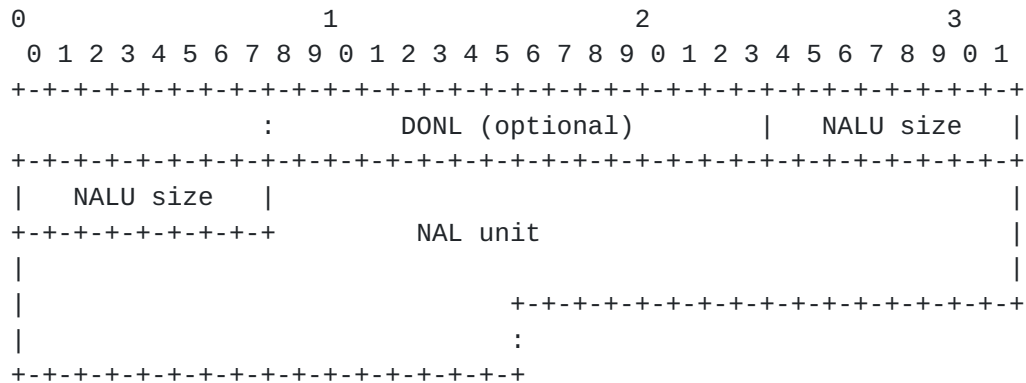 0                   1                   2                   3
 0 1 2 3 4 5 6 7 8 9 0 1 2 3 4 5 6 7 8 9 0 1 2 3 4 5 6 7 8 9 0 1
+-+-+-+-+-+-+-+-+-+-+-+-+-+-+-+-+-+-+-+-+-+-+-+-+-+-+-+-+-+-+-+-+
                :        DONL (optional)        |   NALU size   |
+-+-+-+-+-+-+-+-+-+-+-+-+-+-+-+-+-+-+-+-+-+-+-+-+-+-+-+-+-+-+-+-+
|   NALU size   |                                               |
+-+-+-+-+-+-+-+-+         NAL unit                              |
|                                                               |
|                               +-+-+-+-+-+-+-+-+-+-+-+-+-+-+-+-+
|                               :
+-+-+-+-+-+-+-+-+-+-+-+-+-+-+-+-+